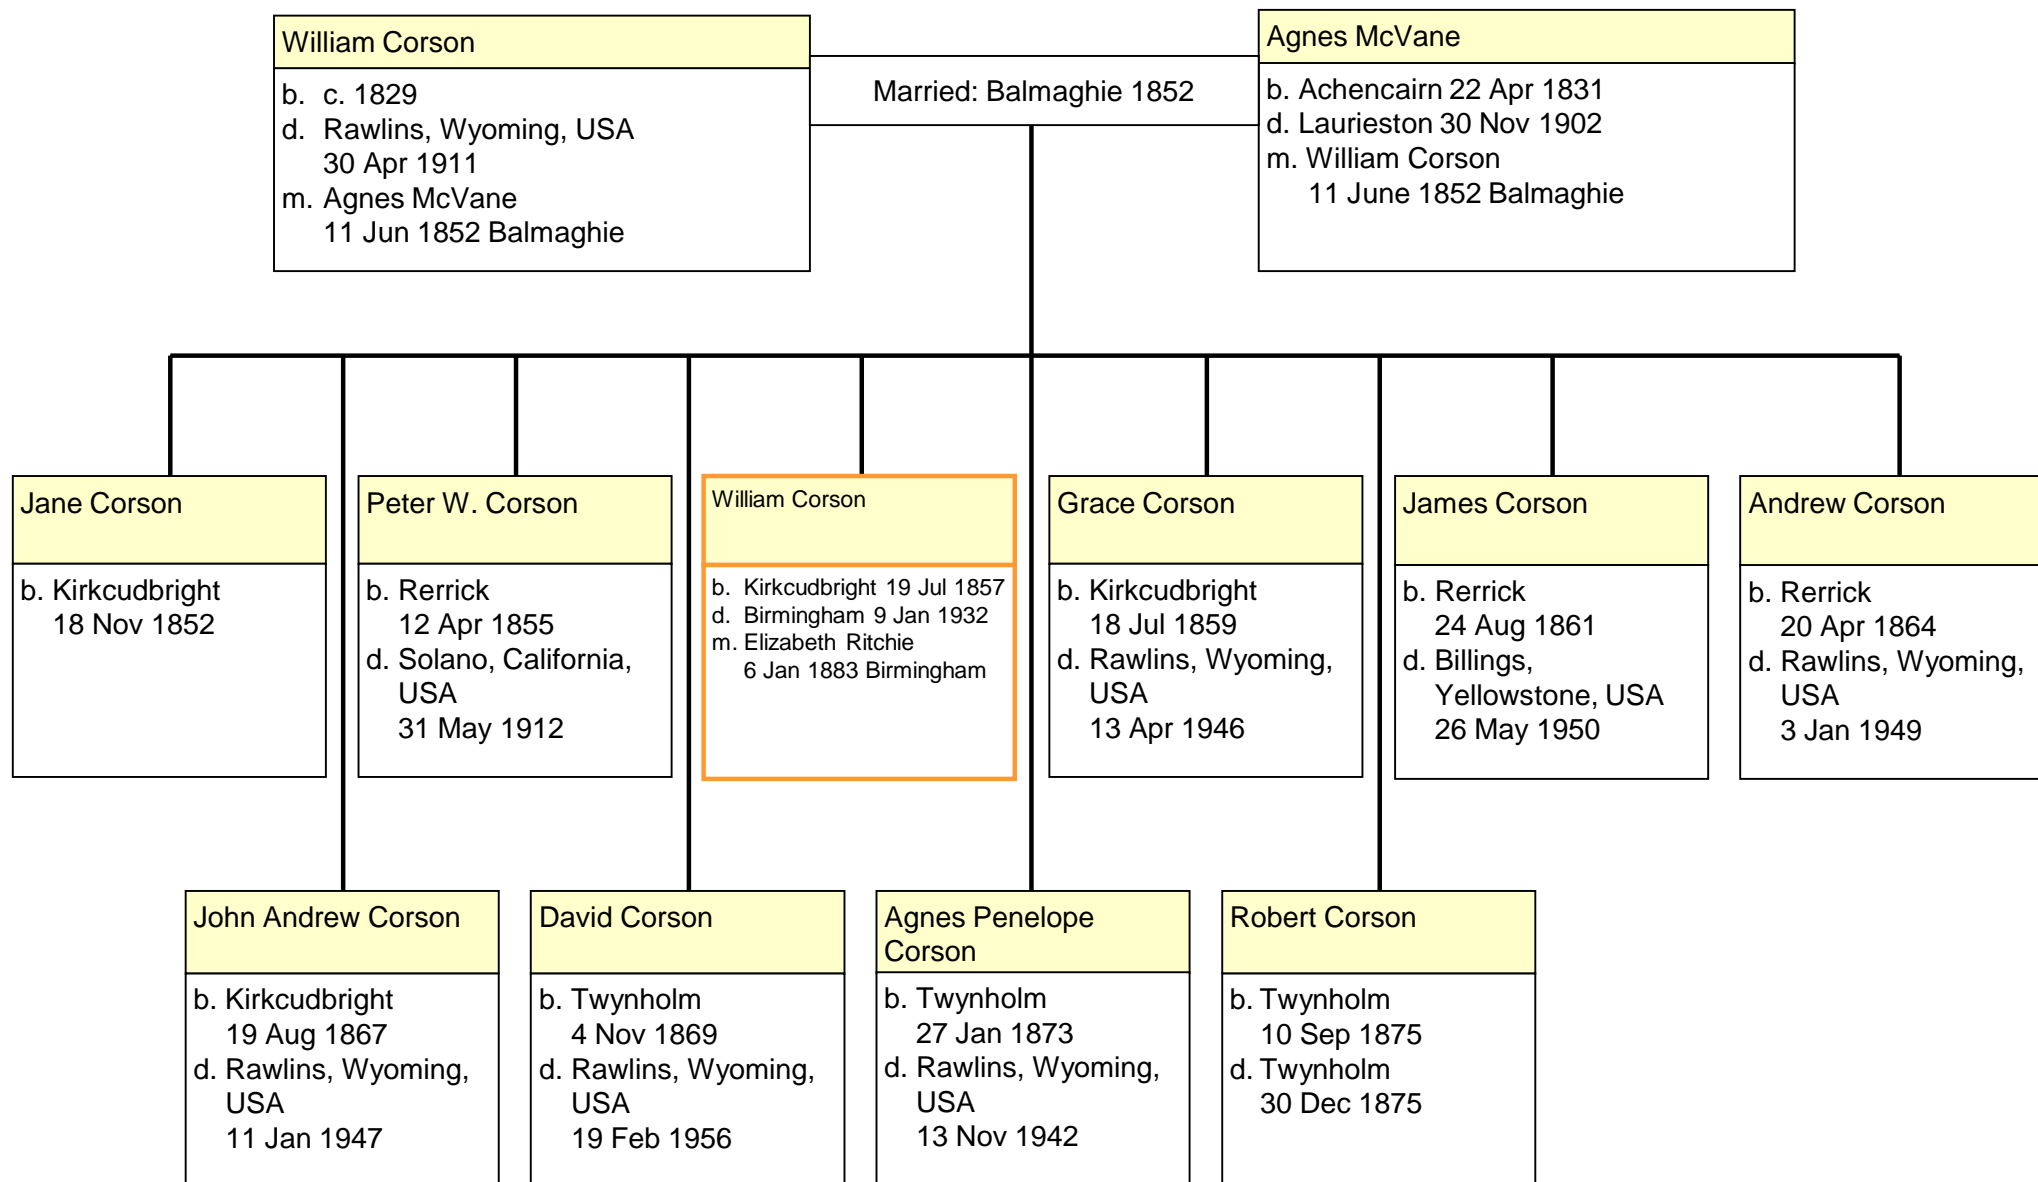 William Corson
b. c. 1829
d. Rawlins, Wyoming, USA
30 Apr 1911
m. Agnes McVane
11 Jun 1852 Balmaghie
Married: Balmaghie 1852
Agnes McVane
b. Achencairn 22 Apr 1831
d. Laurieston 30 Nov 1902
m. William Corson
11 June 1852 Balmaghie
Jane Corson
b. Kirkcudbright
18 Nov 1852
Peter W. Corson
b. Rerrick
12 Apr 1855
d. Solano, California,
USA
31 May 1912
William Corson
b. Kirkcudbright 19 Jul 1857
d. Birmingham 9 Jan 1932
m. Elizabeth Ritchie
6 Jan 1883 Birmingham
Grace Corson
b. Kirkcudbright
18 Jul 1859
d. Rawlins, Wyoming,
USA
13 Apr 1946
James Corson
b. Rerrick
24 Aug 1861
d. Billings,
Yellowstone, USA
26 May 1950
Andrew Corson
b. Rerrick
20 Apr 1864
d. Rawlins, Wyoming,
USA
3 Jan 1949
John Andrew Corson
b. Kirkcudbright
19 Aug 1867
d. Rawlins, Wyoming,
USA
11 Jan 1947
David Corson
b. Twynholm
4 Nov 1869
d. Rawlins, Wyoming,
USA
19 Feb 1956
Agnes Penelope
Corson
b. Twynholm
27 Jan 1873
d. Rawlins, Wyoming,
USA
13 Nov 1942
Robert Corson
b. Twynholm
10 Sep 1875
d. Twynholm
30 Dec 1875